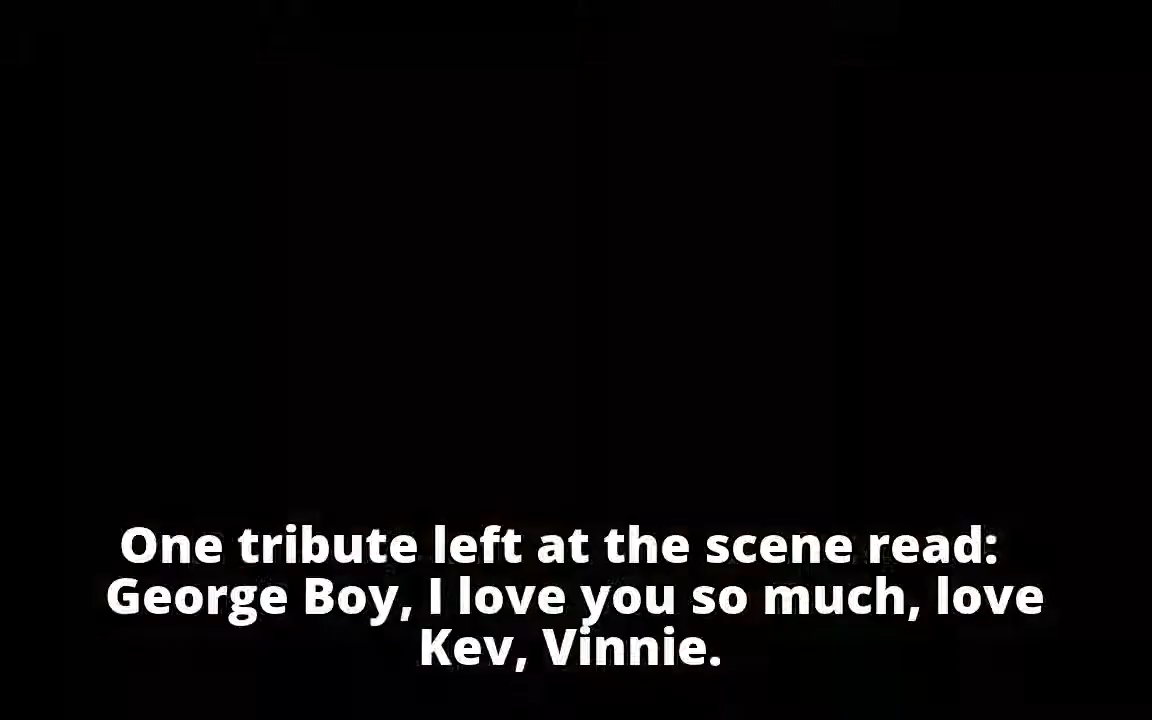 One tribute left at the scene read:
George Boy, I love you so much, love
Kev, Vinnie.